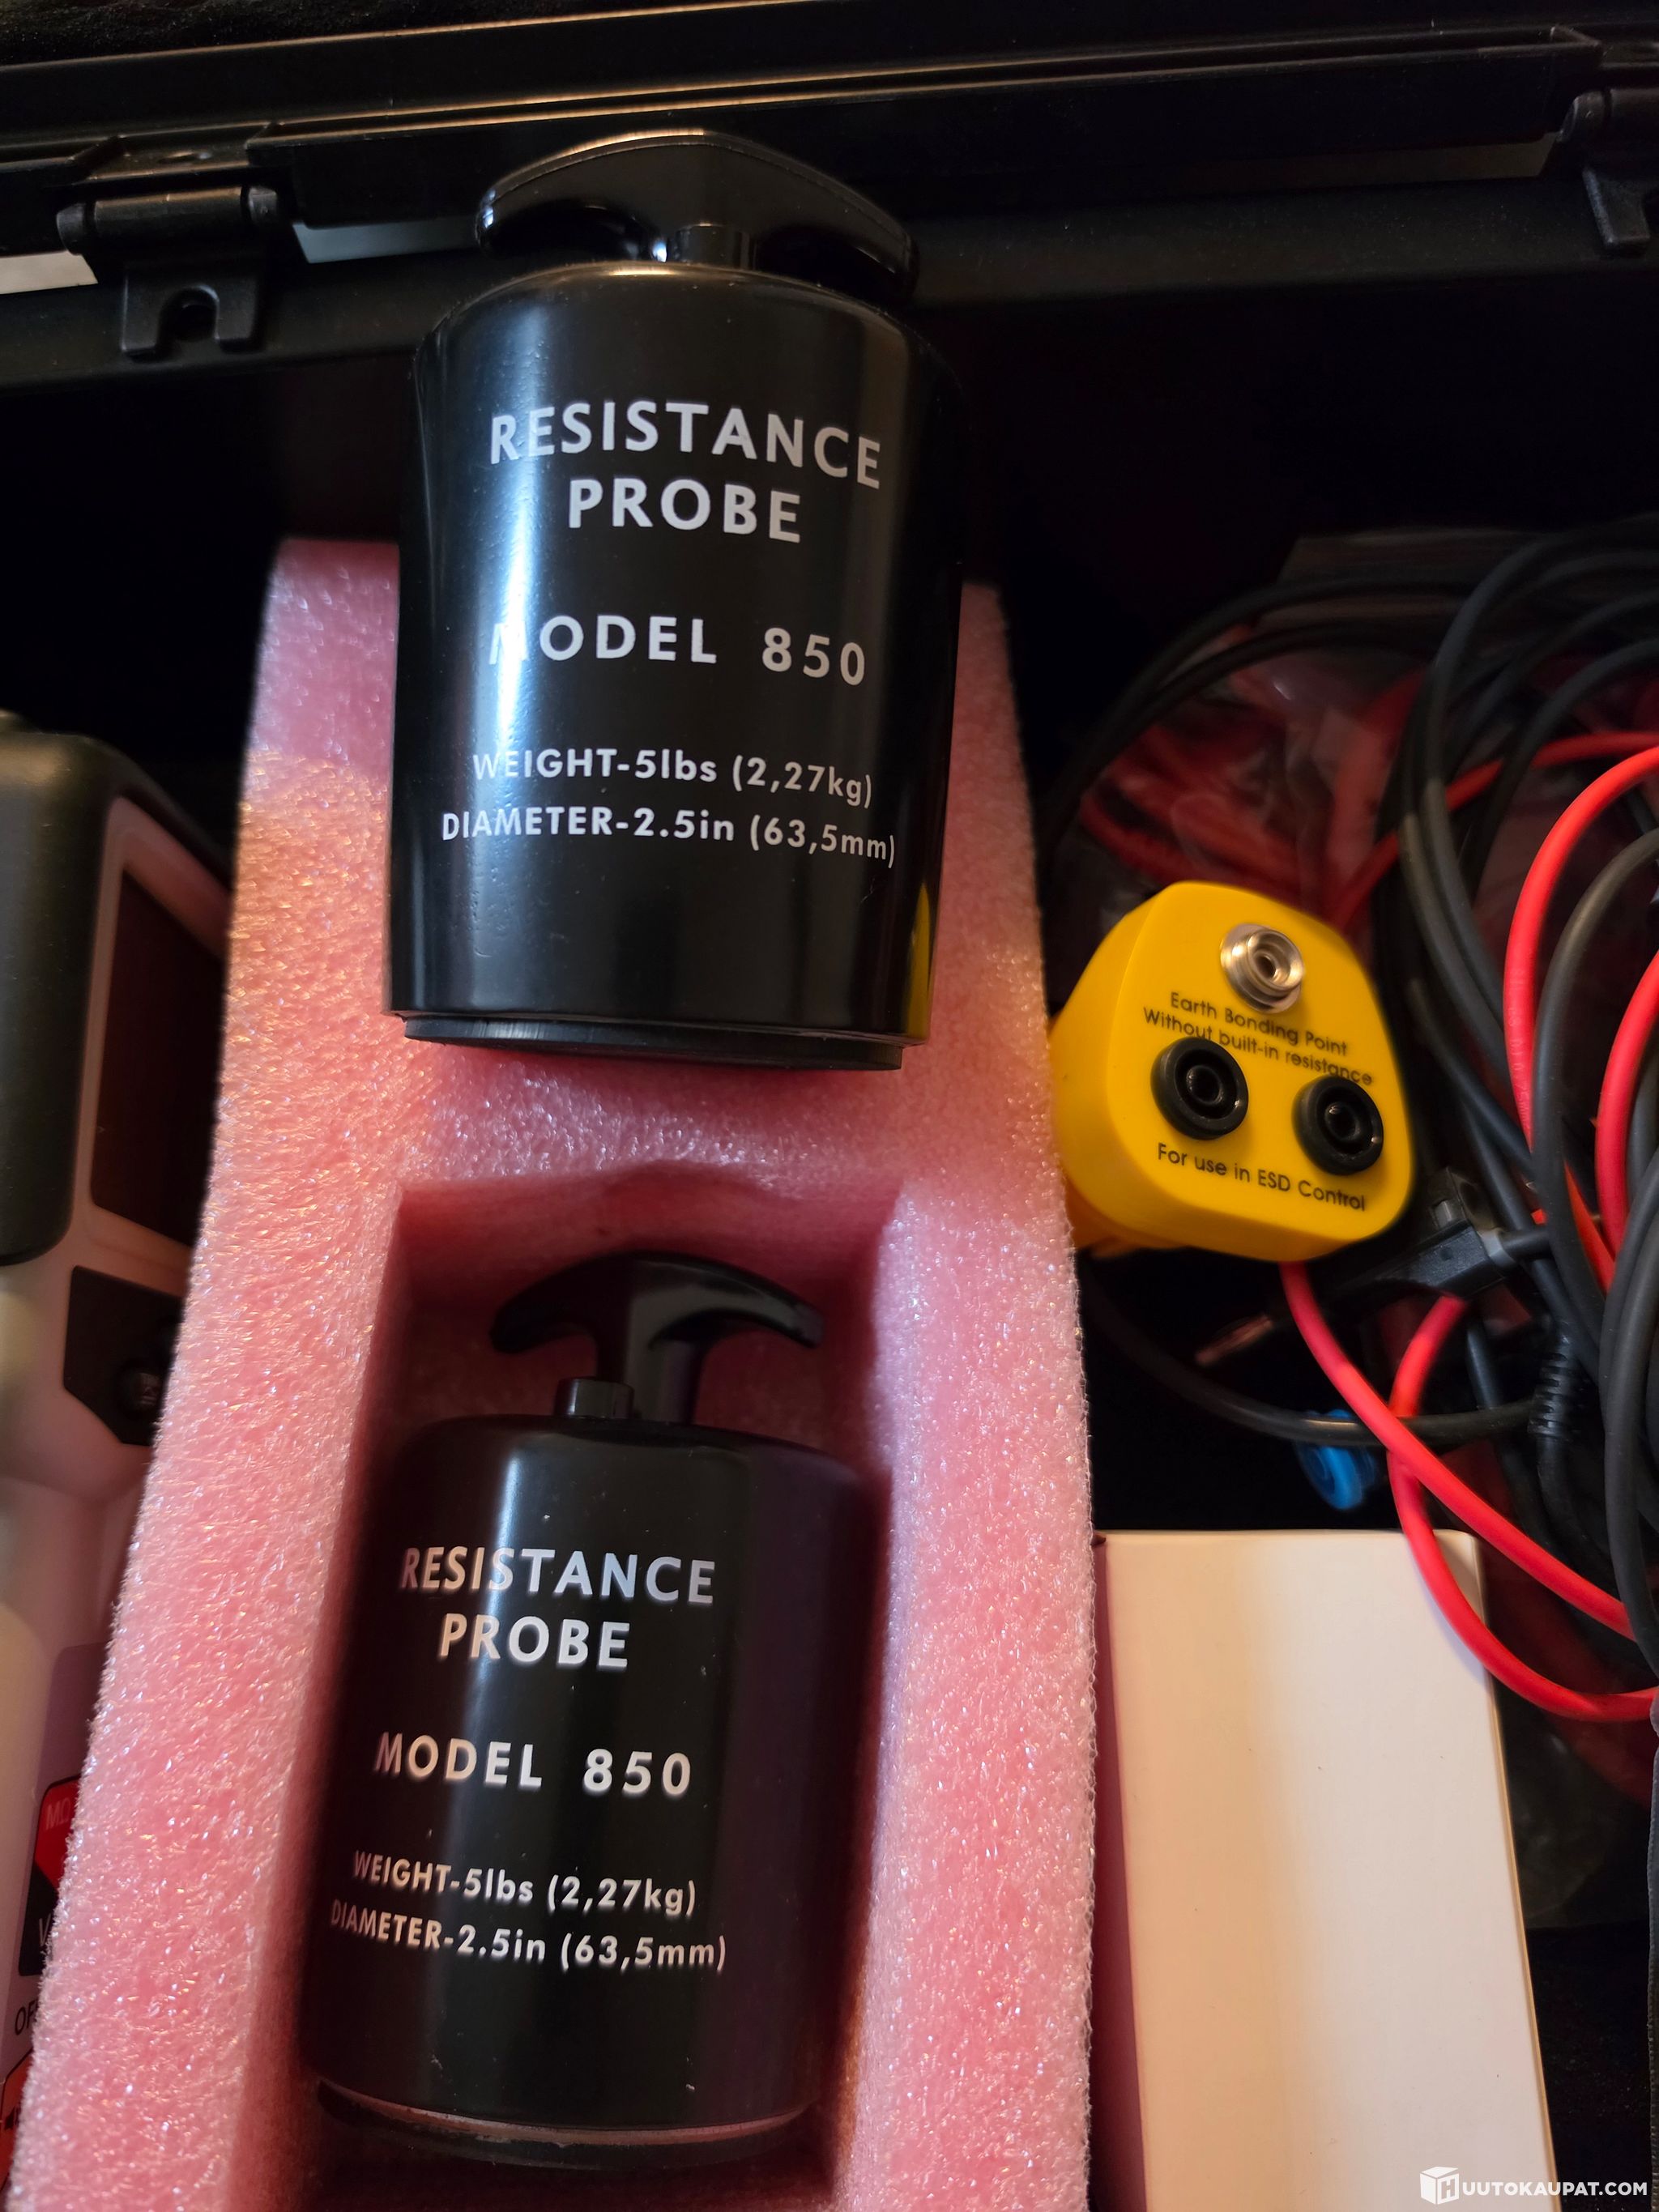 RESISTANCE
PROBE
MODEL 850
WEIGHT-5lbs (2,27kg)
DIAMETER-2.5in (63,5mm)
Earth Bonding Point
Without built-in resistance
For use in ESD Control
RESISTANCE
PROBE
MODEL 850
WEIGHT-5lbs (2,27kg)
DIAMETER-2.5in (63,5mm)
HUUTOKAUPAT.COM